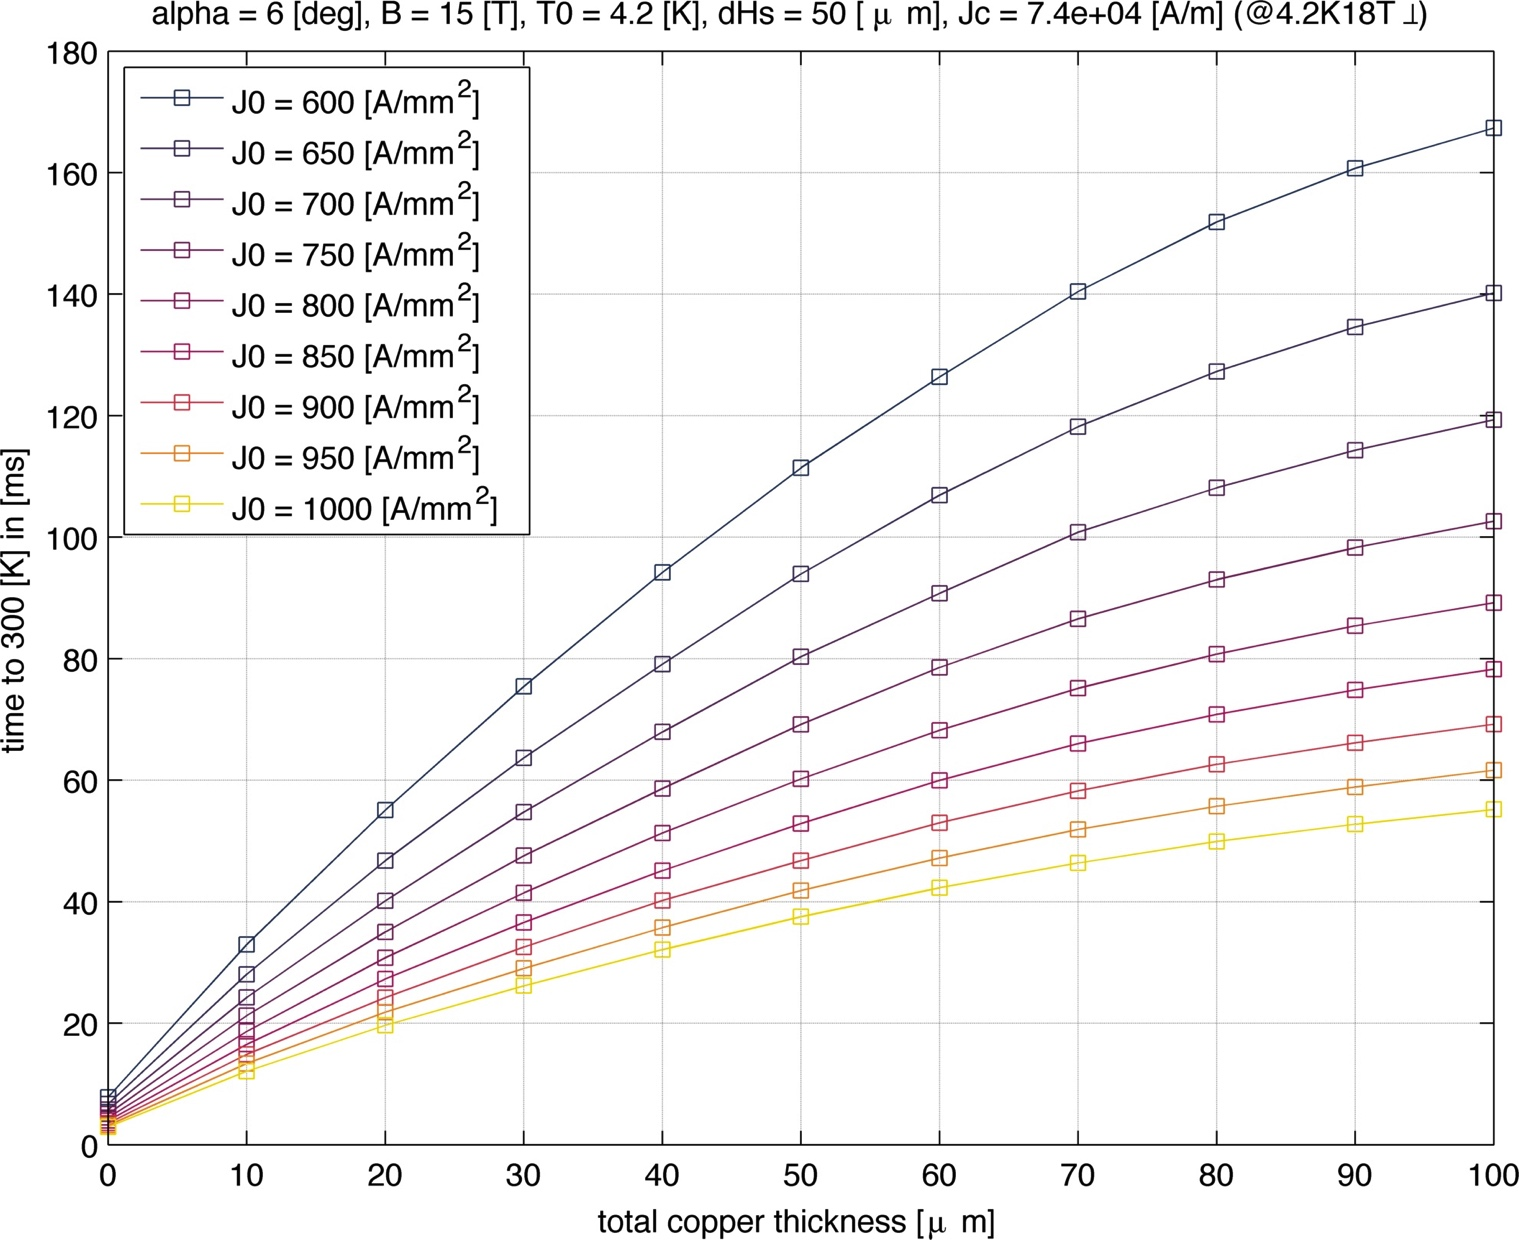 alpha = 6 [deg], B = 15 [T], T0 = 4.2 [K], dHs = 50 [ μ m], Jc = 7.4e+04 [A/m] (@4.2K18T ⊥)
180
160
140
120
100
80
60
40
20
0
J0 = 600 [A/mm²]
J0 = 650 [A/mm²]
J0 = 700 [A/mm²]
J0 = 750 [A/mm²]
J0 = 800 [A/mm²]
J0 = 850 [A/mm²]
J0 = 900 [A/mm²]
J0 = 950 [A/mm²]
J0 = 1000 [A/mm²]
time to 300 [K] in [ms]
0 10 20 30 40 50 60 70 80 90 100
total copper thickness [ μ m]